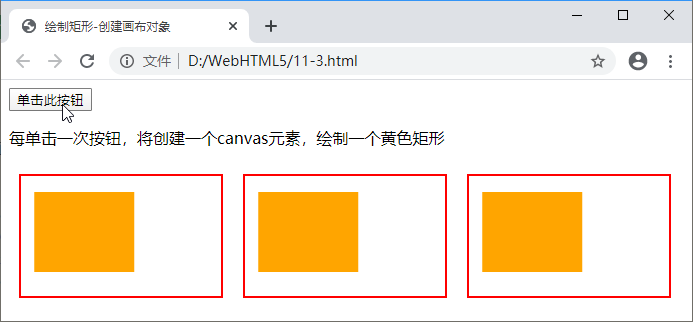 绘制矩形-创建画布对象
文件 | D:/WebHTML5/11-3.html
单击此按钮
每单击一次按钮，将创建一个canvas元素，绘制一个黄色矩形